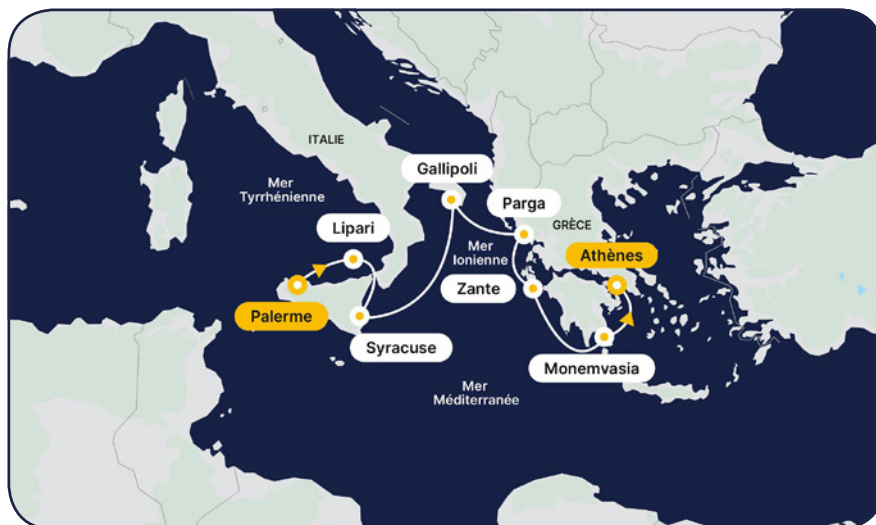 ITALIE
Gallipoli
Mer
Tyrrhénienne
Parga
Lipari
GRÈCE
Mer
Ionienne
Athènes
Zante
Palerme
Syracuse
Monemvasia
Mer
Méditerranée